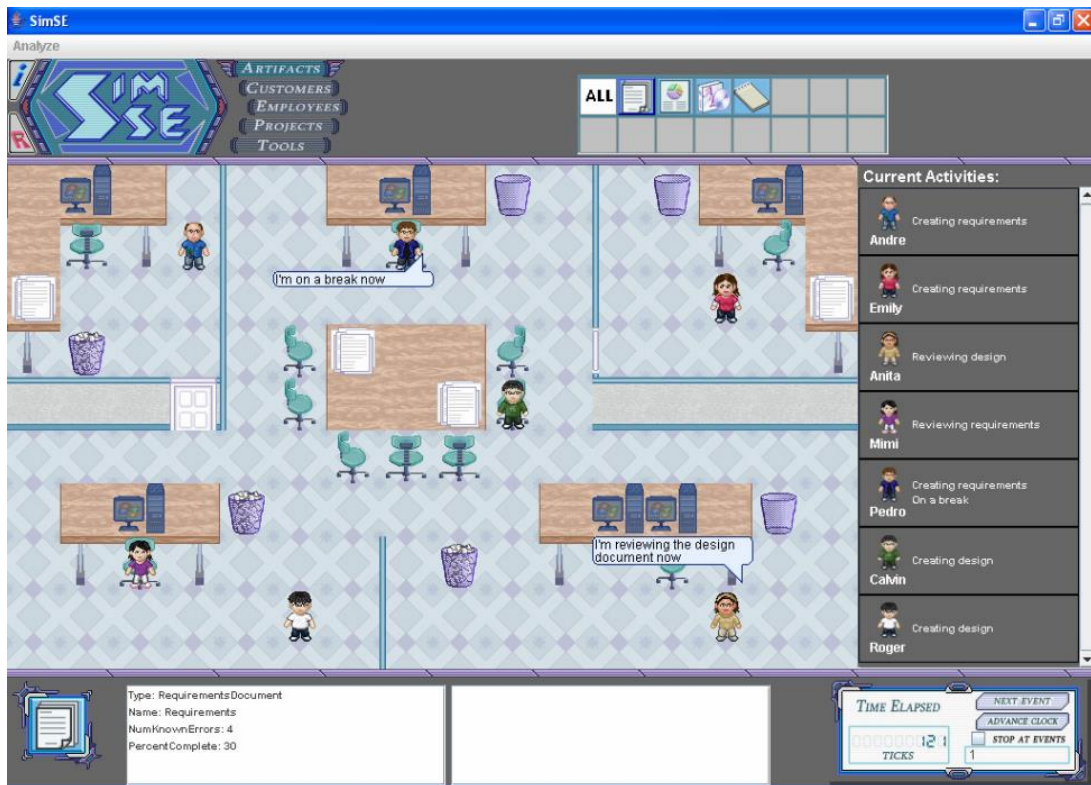 SimSE
Analyze
i
R
SIM
SE
ARTIFACTS
CUSTOMERS
EMPLOYEES
PROJECTS
TOOLS
ALL
I'm on a break now
I'm reviewing the design
document now
Current Activities:
Creating requirements
Andre
Creating requirements
Emily
Reviewing design
Anita
Reviewing requirements
Mimi
Creating requirements
On a break
Pedro
Creating design
Calvin
Creating design
Roger
Type: RequirementsDocument
Name: Requirements
NumKnownErrors: 4
PercentComplete: 30
TIME ELAPSED
121
TICKS
NEXT EVENT
ADVANCE CLOCK
STOP AT EVENTS
1